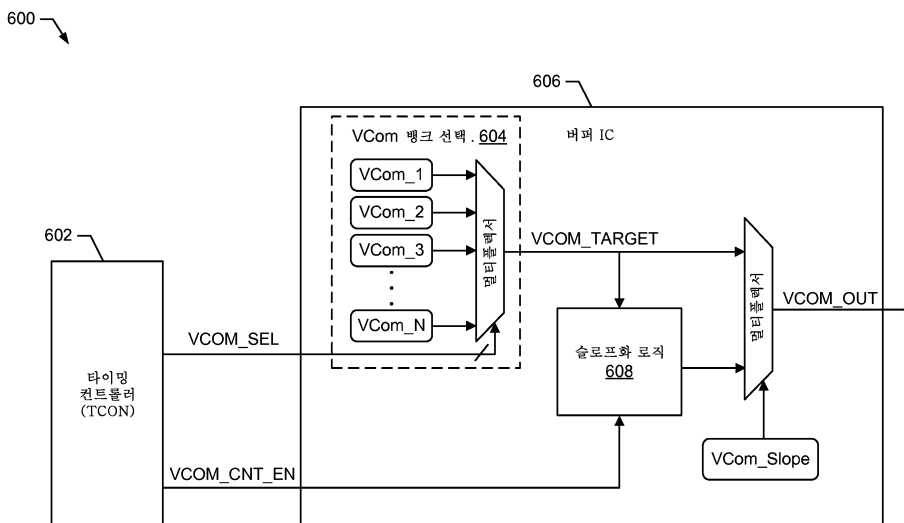 600
606
VCom 뱅크 선택 . 604
버퍼 IC
VCom_1
VCom_2
VCom_3
VCom_N
멀티플렉서
VCOM_TARGET
멀티플렉서
VCOM_OUT
602
VCOM_SEL
슬로프화 로직
608
타이밍
컨트롤러
(TCON)
VCom_Slope
VCOM_CNT_EN